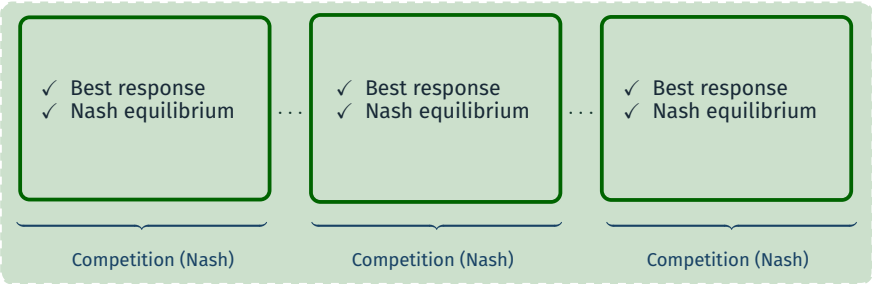 ✓ Best response
✓ Nash equilibrium
...
✓ Best response
✓ Nash equilibrium
...
✓ Best response
✓ Nash equilibrium
Competition (Nash)
Competition (Nash)
Competition (Nash)